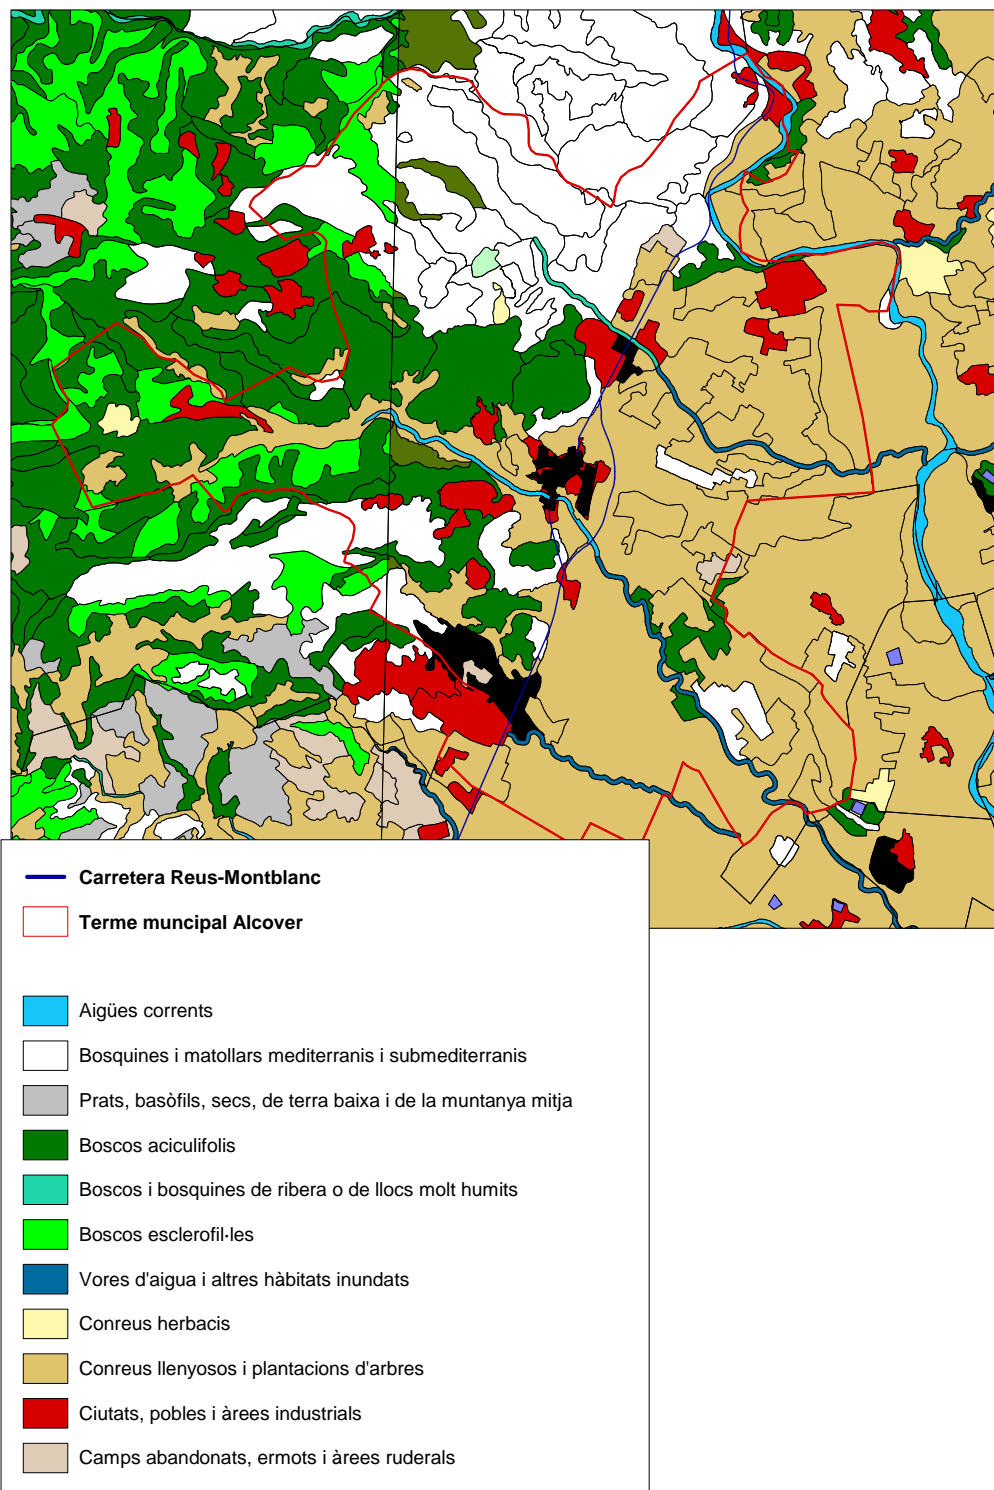 Carretera Reus-Montblanc
Terme muncipal Alcover
Aigües corrents
Bosquines i matollars mediterranis i submediterranis
Prats, basòfils, secs, de terra baixa i de la muntanya mitja
Boscos aciculifolis
Boscos i bosquines de ribera o de llocs molt humits
Boscos esclerofil·les
Vores d'aigua i altres hàbitats inundats
Conreus herbacis
Conreus llenyosos i plantacions d'arbres
Ciutats, pobles i àrees industrials
Camps abandonats, ermots i àrees ruderals